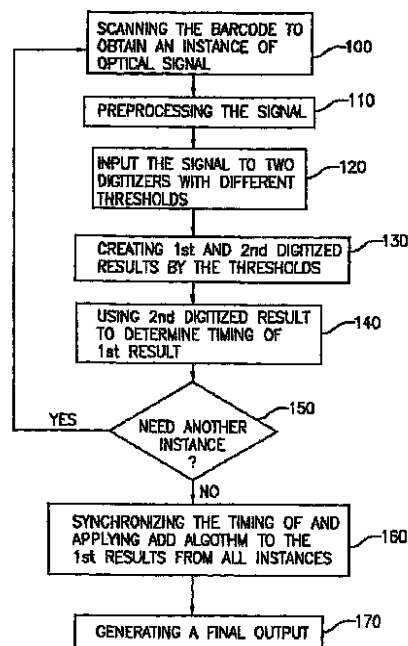 SCANNING THE BARCODE TO
OBTAIN AN INSTANCE OF
OPTICAL SIGNAL
100
PREPROCESSING THE SIGNAL
110
INPUT THE SIGNAL TO TWO
DIGITIZERS WITH DIFFERENT
THRESHOLDS
120
CREATING 1st AND 2nd DIGITIZED
RESULTS BY THE THRESHOLDS
130
USING 2nd DIGITIZED RESULT
TO DETERMINE TIMING OF
1st RESULT
140
150
YES
NEED ANOTHER
INSTANCE
?
NO
SYNCHRONIZING THE TIMING OF AND
APPLYING ADD ALGOTHM TO THE
1st RESULTS FROM ALL INSTANCES
160
GENERATING A FINAL OUTPUT
170